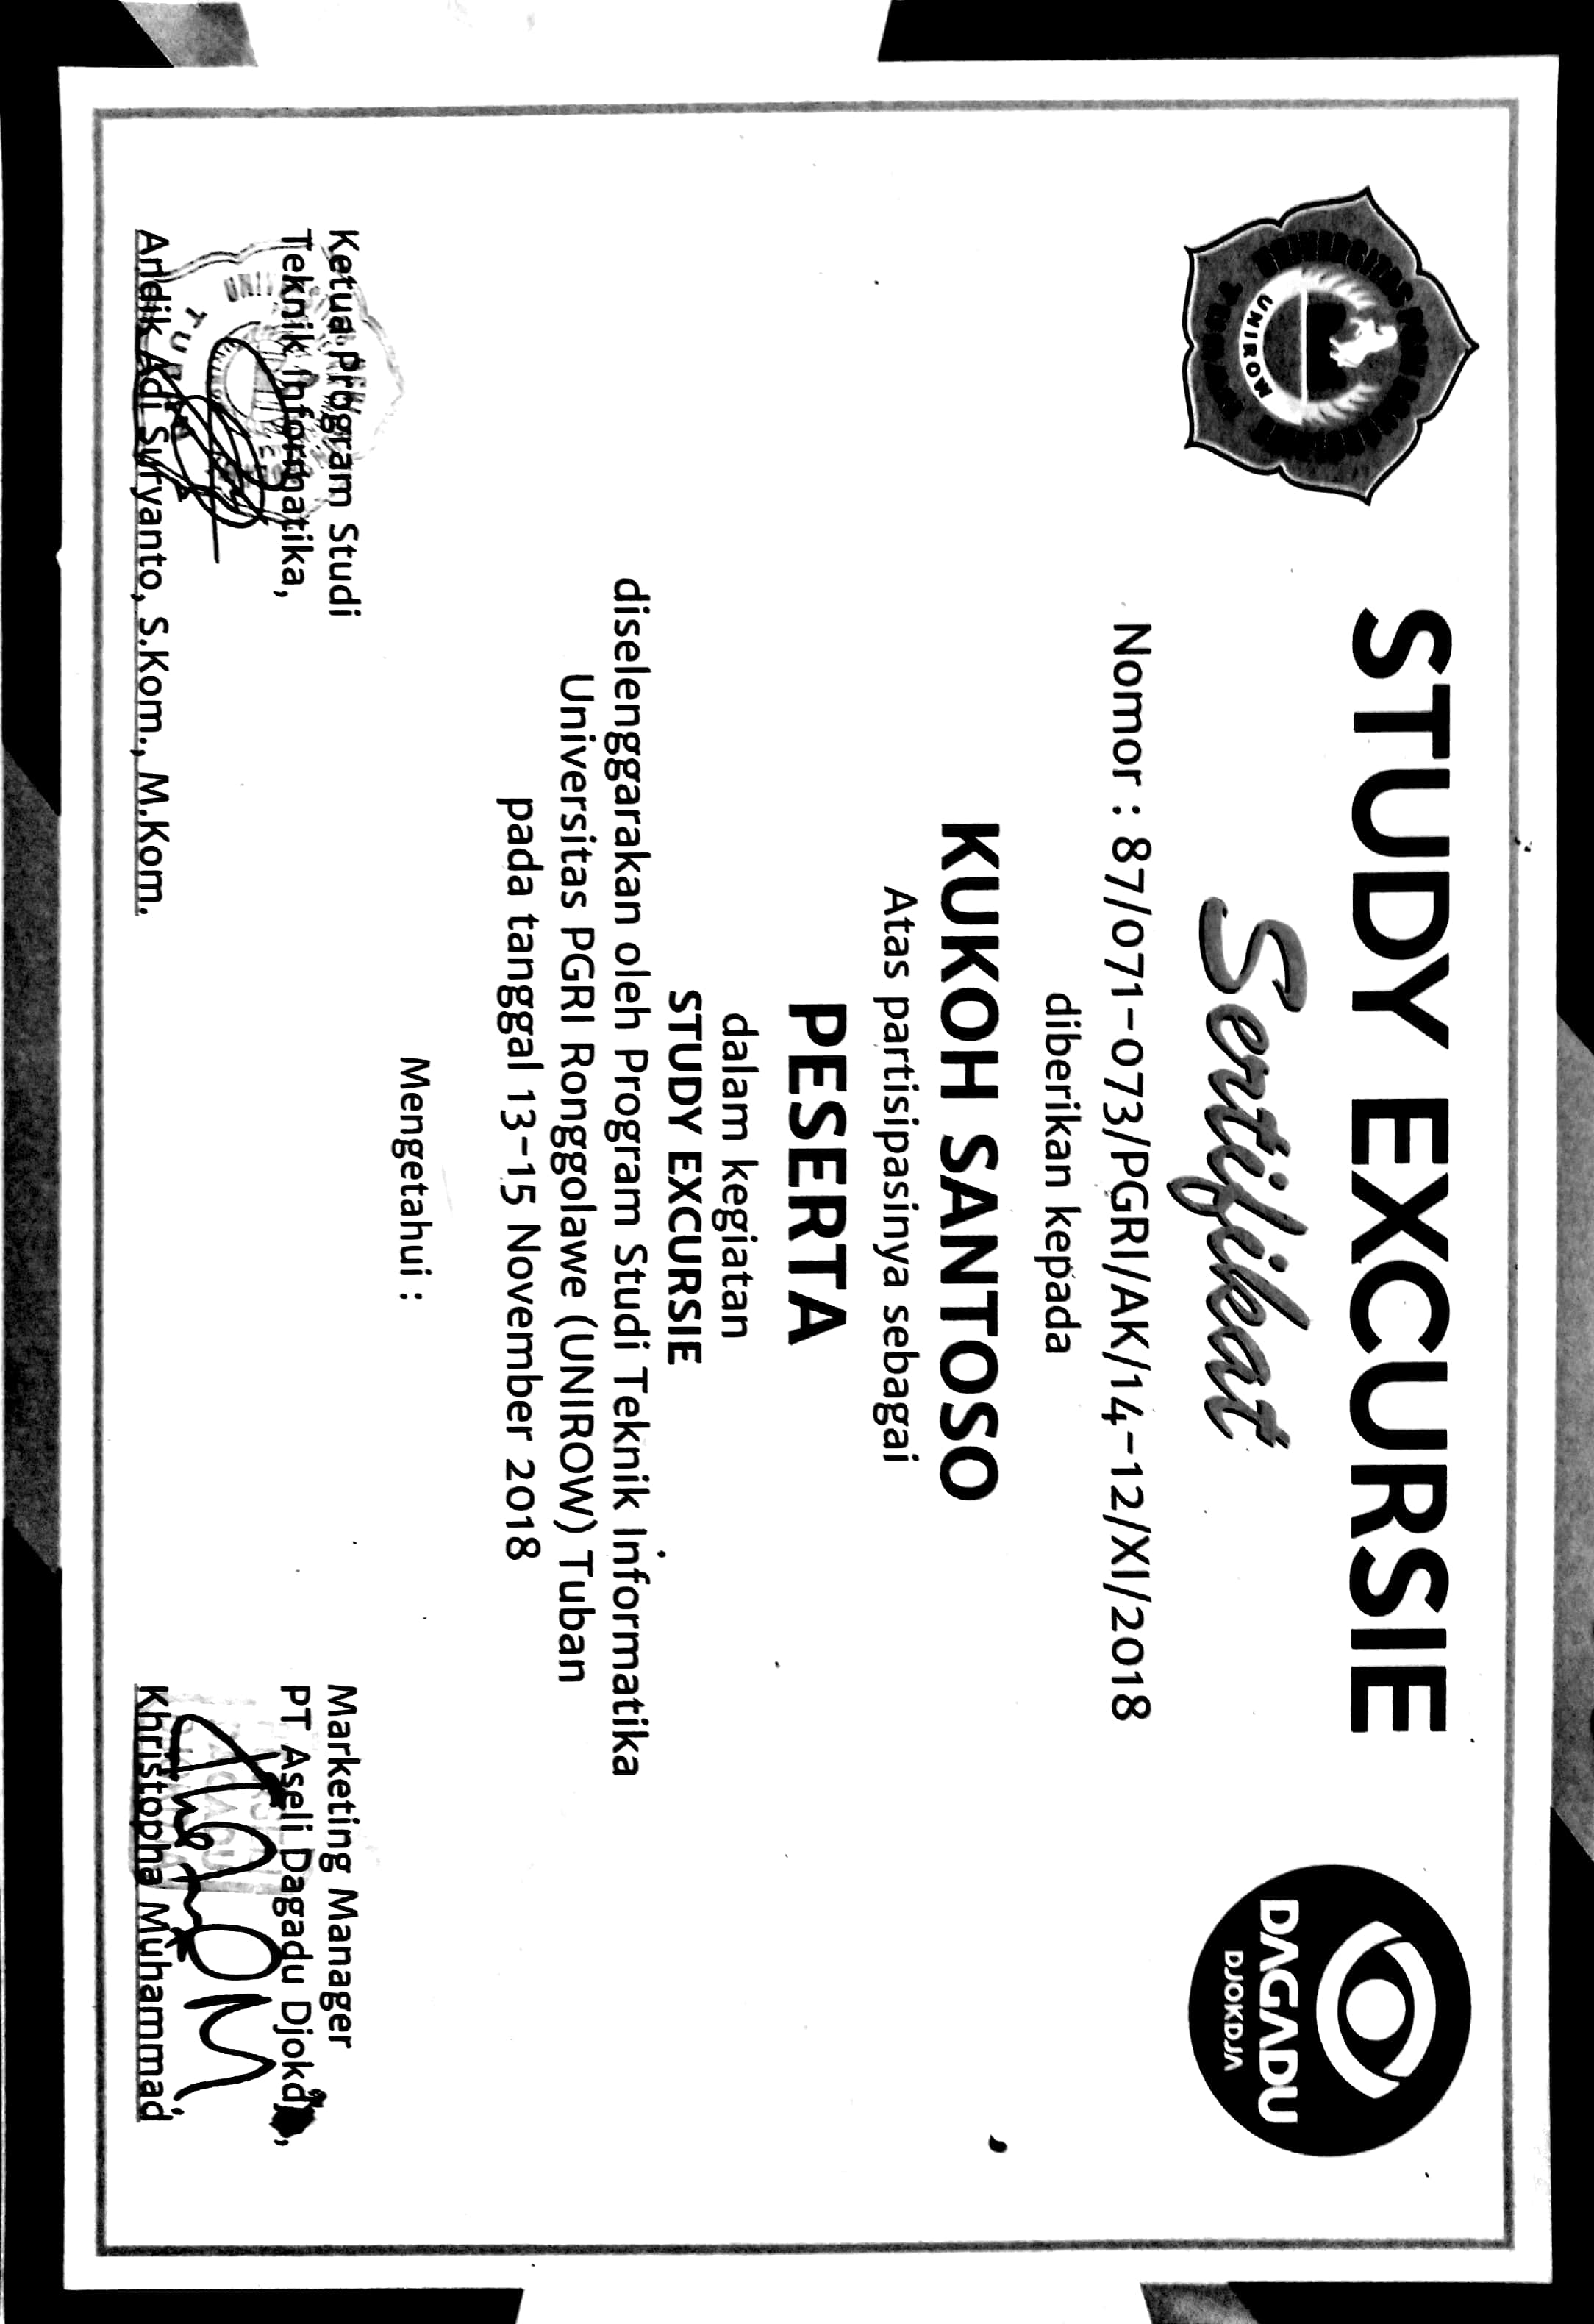 STUDY EXCURSIE
Sertifikat
UNIROW
DAGADU
DJOKDJA
Nomor : 87/071-073/PGRI/AK/14-12/XI/2018
diberikan kepada
KUKOH SANTOSO
Atas partisipasinya sebagai
PESERTA
dalam kegiatan
STUDY EXCURSIE
diselenggarakan oleh Program Studi Teknik Informatika
Universitas PGRI Ronggolawe (UNIROW) Tuban
pada tanggal 13-15 November 2018
Mengetahui :
Ketua Program Studi
Teknik Informatika,
Andik Adi Suryanto, S.Kom., M.Kom.
Marketing Manager
PT Aseli Dagadu Djokdja,
Khristopha Muhammad